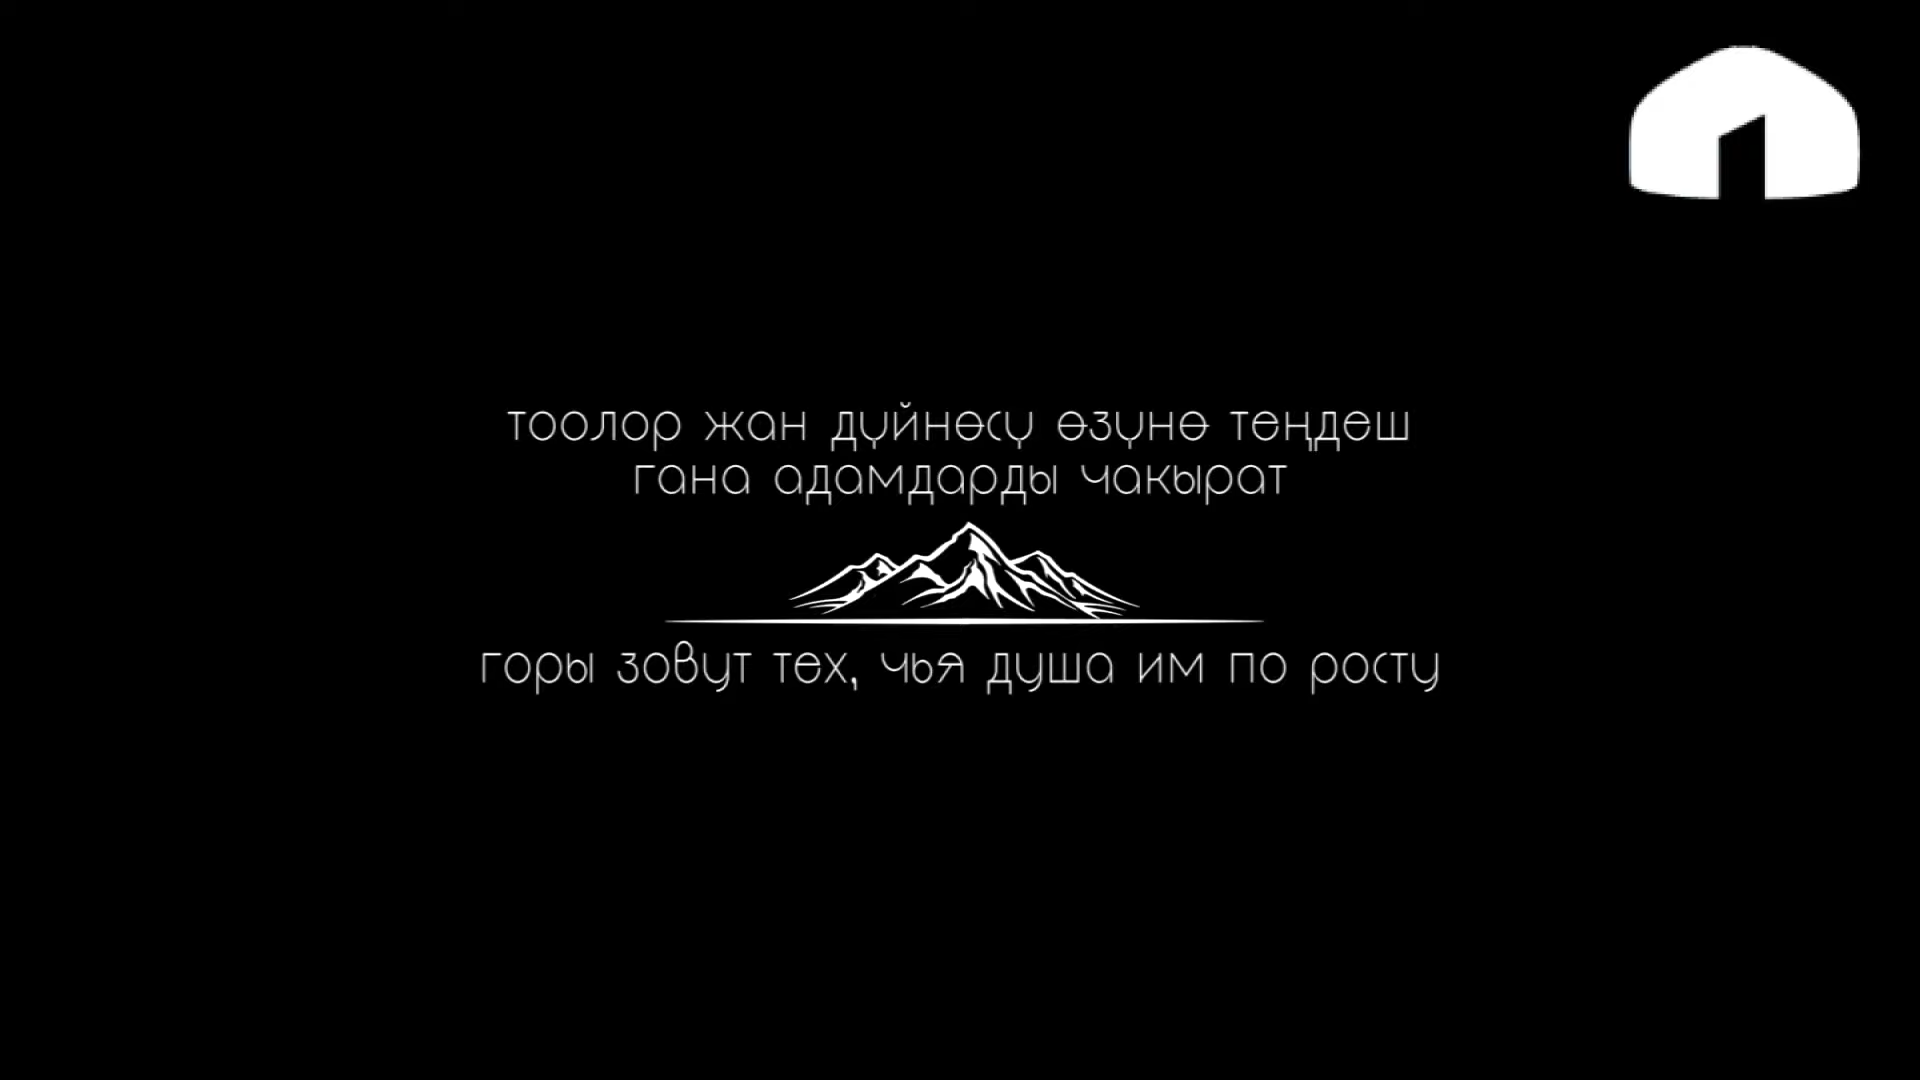 тоолор жан дүйнөсү өзүнө теңдеш
гана адамдарды чакырат
горы зовут тех, чья душа им по росту